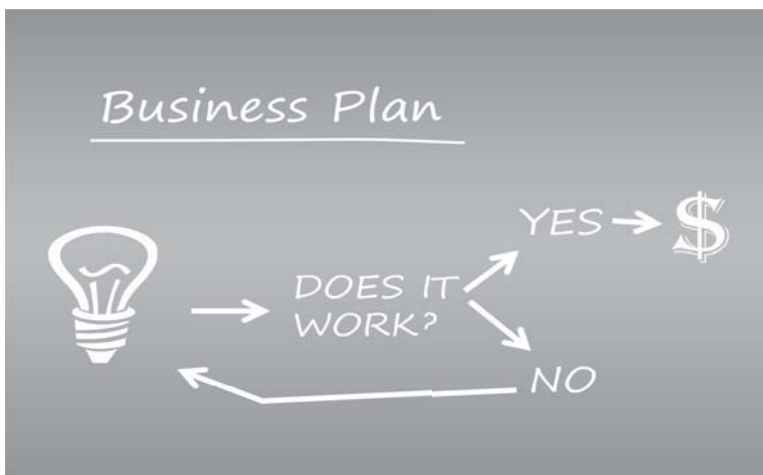 Business Plan
YES
$
DOES IT
WORK?
NO